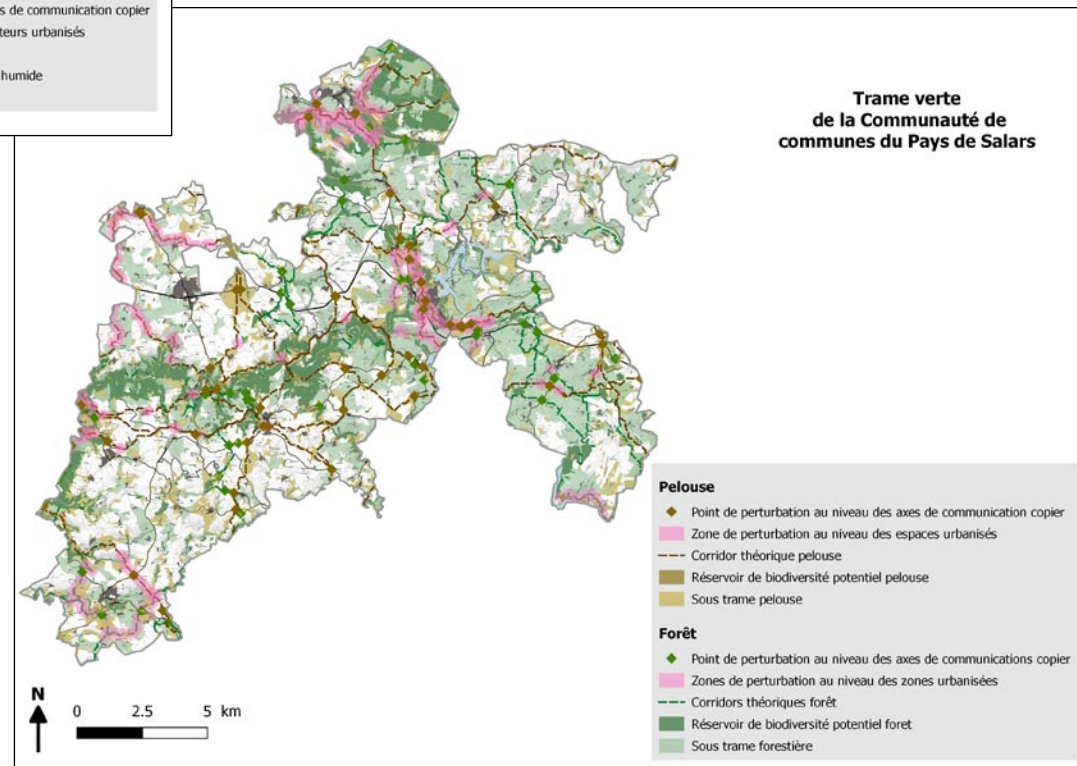 s de communication copier
teurs urbanisés
humide
Trame verte
de la Communauté de
communes du Pays de Salars
Pelouse
Point de perturbation au niveau des axes de communication copier
Zone de perturbation au niveau des espaces urbanisés
Corridor théorique pelouse
Réservoir de biodiversité potentiel pelouse
Sous trame pelouse
Forêt
Point de perturbation au niveau des axes de communications copier
Zones de perturbation au niveau des zones urbanisées
Corridors théoriques forêt
Réservoir de biodiversité potentiel foret
Sous trame forestière
N
0 2.5 5 km